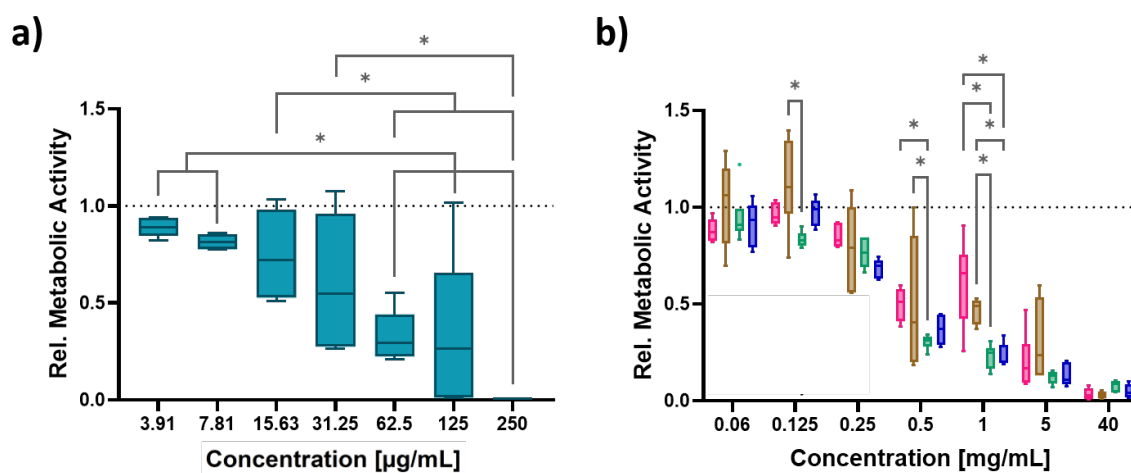 a)
b)
*
*
*
Rel. Metabolic Activity
1.5
1.0
0.5
0.0
3.91 7.81 15.63 31.25 62.5 125 250
Concentration [µg/mL]
*
*
*
*
*
*
*
Rel. Metabolic Activity
1.5
1.0
0.5
0.0
0.06 0.125 0.25 0.5 1 5 40
Concentration [mg/mL]